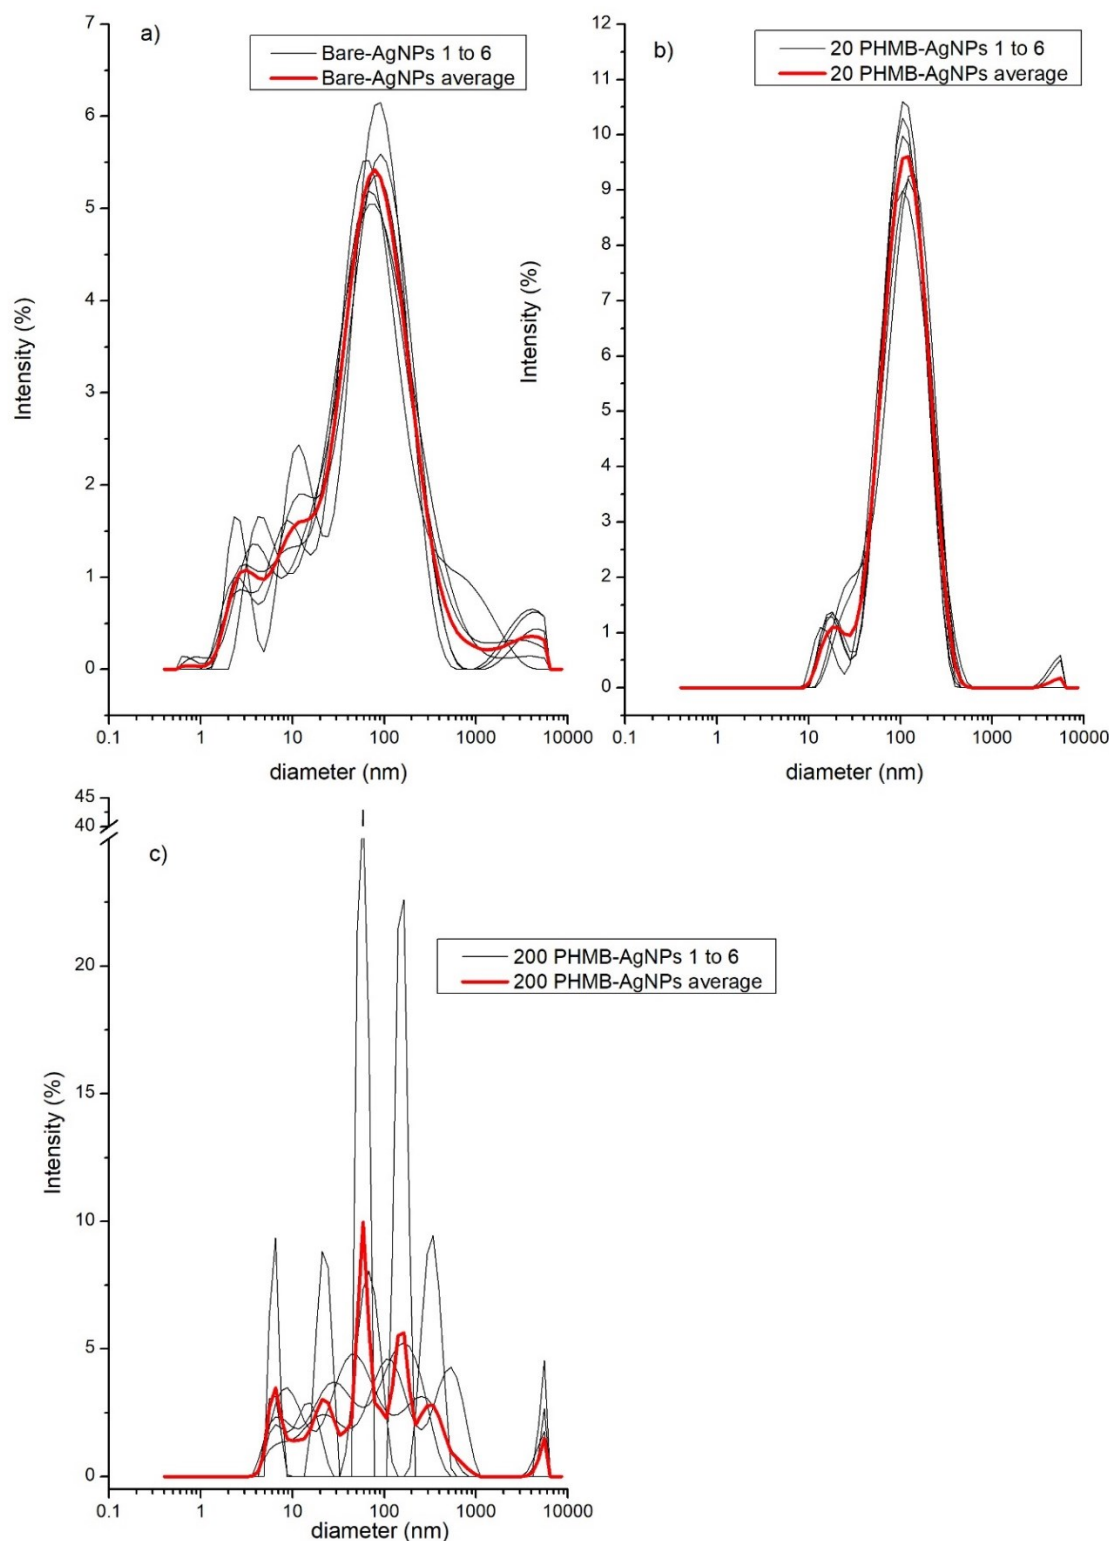 a)
Bare-AgNPs 1 to 6
Bare-AgNPs average
7
6
5
4
3
2
1
0
Intensity (%)
0.1 1 10 100 1000 10000
diameter (nm)
b)
20 PHMB-AgNPs 1 to 6
20 PHMB-AgNPs average
12
11
10
9
8
7
6
5
4
3
2
1
0
Intensity (%)
0.1 1 10 100 1000 10000
diameter (nm)
c)
200 PHMB-AgNPs 1 to 6
200 PHMB-AgNPs average
45
40
20
15
10
5
0
Intensity (%)
0.1 1 10 100 1000 10000
diameter (nm)